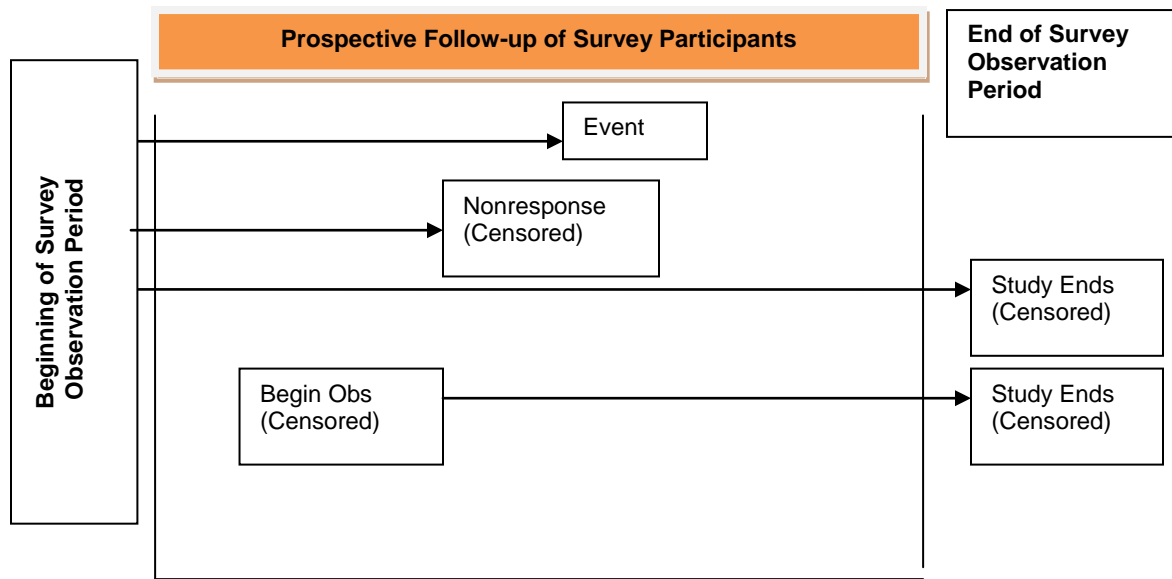 Prospective Follow-up of Survey Participants
End of Survey
Observation
Period
Beginning of Survey
Observation Period
Event
Nonresponse
(Censored)
Study Ends
(Censored)
Begin Obs
(Censored)
Study Ends
(Censored)